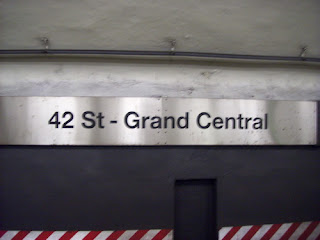 42 St - Grand Central